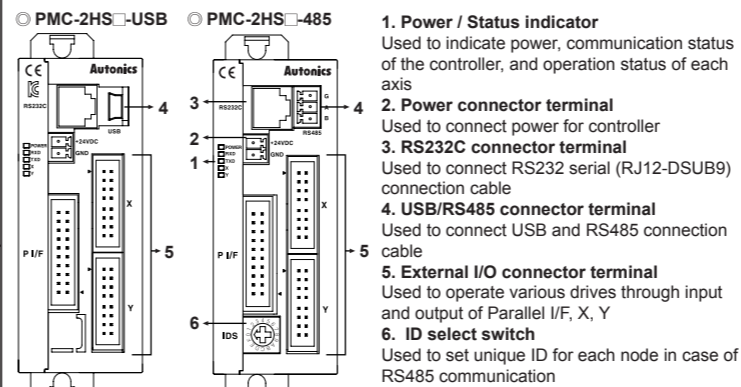 ◎ PMC-2HS□-USB
◎ PMC-2HS□-485
CE
Autonics
RS232C
USB
4
POWER
RXD
TXD
X
Y
+24VDC
GND
X
P I/F
5
Y
CE
Autonics
3
RS232C
G
A
B
4
RS485
2
1
POWER
RXD
TXD
X
Y
+24VDC
GND
X
P I/F
5
Y
6
IDS
1. Power / Status indicator
Used to indicate power, communication status
of the controller, and operation status of each
axis
2. Power connector terminal
Used to connect power for controller
3. RS232C connector terminal
Used to connect RS232 serial (RJ12-DSUB9)
connection cable
4. USB/RS485 connector terminal
Used to connect USB and RS485 connection
cable
5. External I/O connector terminal
Used to operate various drives through input
and output of Parallel I/F, X, Y
6. ID select switch
Used to set unique ID for each node in case of
RS485 communication